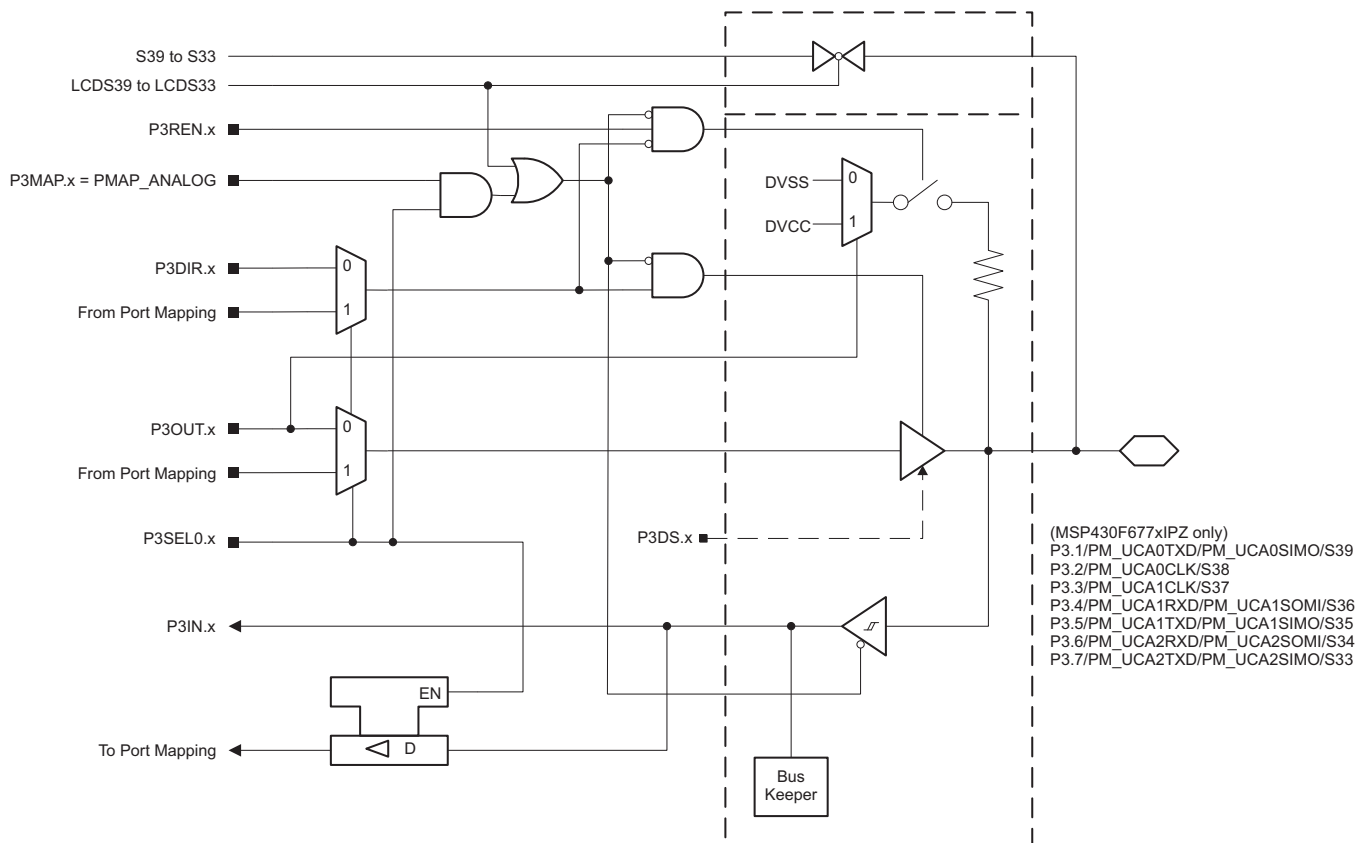 S39 to S33
LCDS39 to LCDS33
P3REN.x
P3MAP.x = PMAP_ANALOG
DVSS
0
DVCC
1
P3DIR.x
0
From Port Mapping
1
P3OUT.x
0
From Port Mapping
1
P3SEL0.x
P3DS.x
(MSP430F677xIPZ only)
P3.1/PM_UCA0TXD/PM_UCA0SIMO/S39
P3.2/PM_UCA0CLK/S38
P3.3/PM_UCA1CLK/S37
P3.4/PM_UCA1RXD/PM_UCA1SOMI/S36
P3.5/PM_UCA1TXD/PM_UCA1SIMO/S35
P3.6/PM_UCA2RXD/PM_UCA2SOMI/S34
P3.7/PM_UCA2TXD/PM_UCA2SIMO/S33
P3IN.x
EN
To Port Mapping
D
Bus
Keeper